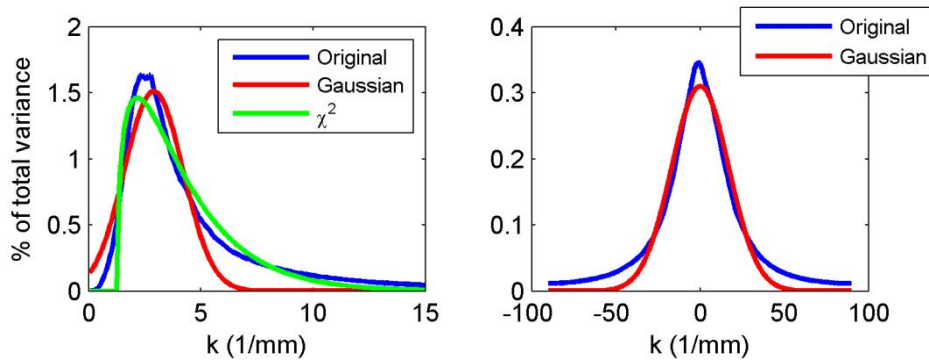 2
1.5
1
0.5
0
0
5
10
15
% of total variance
k (1/mm)
Original
Gaussian
χ²
0.4
0.3
0.2
0.1
0
-100
-50
0
50
100
k (1/mm)
Original
Gaussian